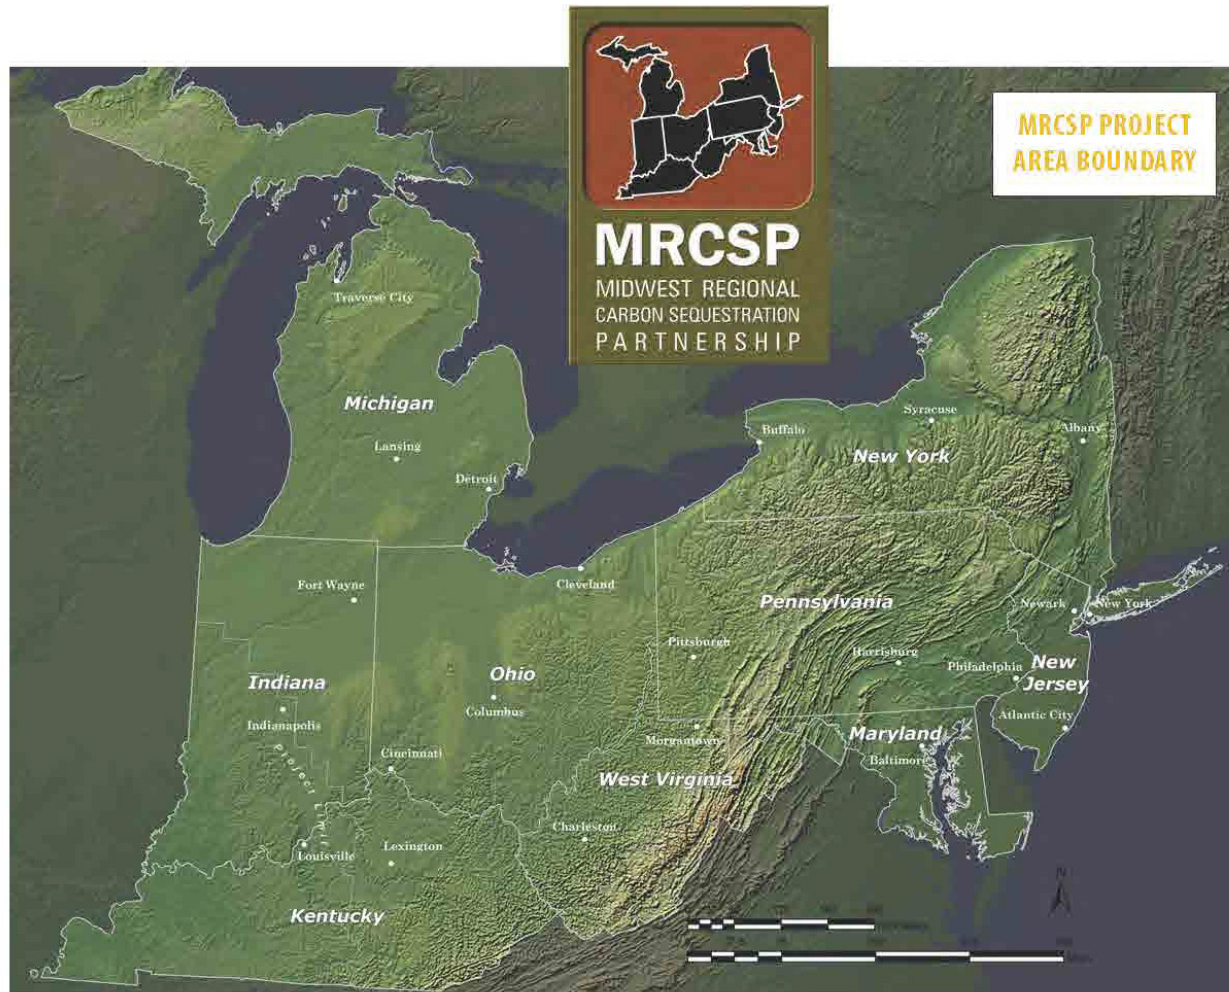 MRCSP PROJECT
AREA BOUNDARY
MRCSP
MIDWEST REGIONAL
CARBON SEQUESTRATION
PARTNERSHIP
Traverse City
Michigan
Lansing
Detroit
Buffalo
Syracuse
Albany
New York
Fort Wayne
Cleveland
Pennsylvania
Newark
New York
Pittsburgh
Harrisburg
Philadelphia
New
Jersey
Indiana
Ohio
Columbus
Indianapolis
Atlantic City
Morgantown
Maryland
Baltimore
Cincinnati
West Virginia
Project Limit
Charleston
Louisville
Lexington
Kentucky
N